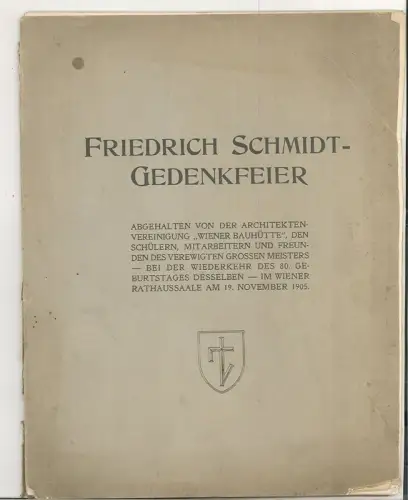 FRIEDRICH SCHMIDT-
GEDENKFEIER
ABGEHALTEN VON DER ARCHITEKTEN-
VEREINIGUNG „WIENER BAUHÜTTE“, DEN
SCHÜLERN, MITARBEITERN UND FREUN-
DEN DES VEREWIGTEN GROSSEN MEISTERS
— BEI DER WIEDERKEHR DES 80. GE-
BURTSTAGES DESSELBEN — IM WIENER
RATHAUSSAALE AM 19. NOVEMBER 1905.